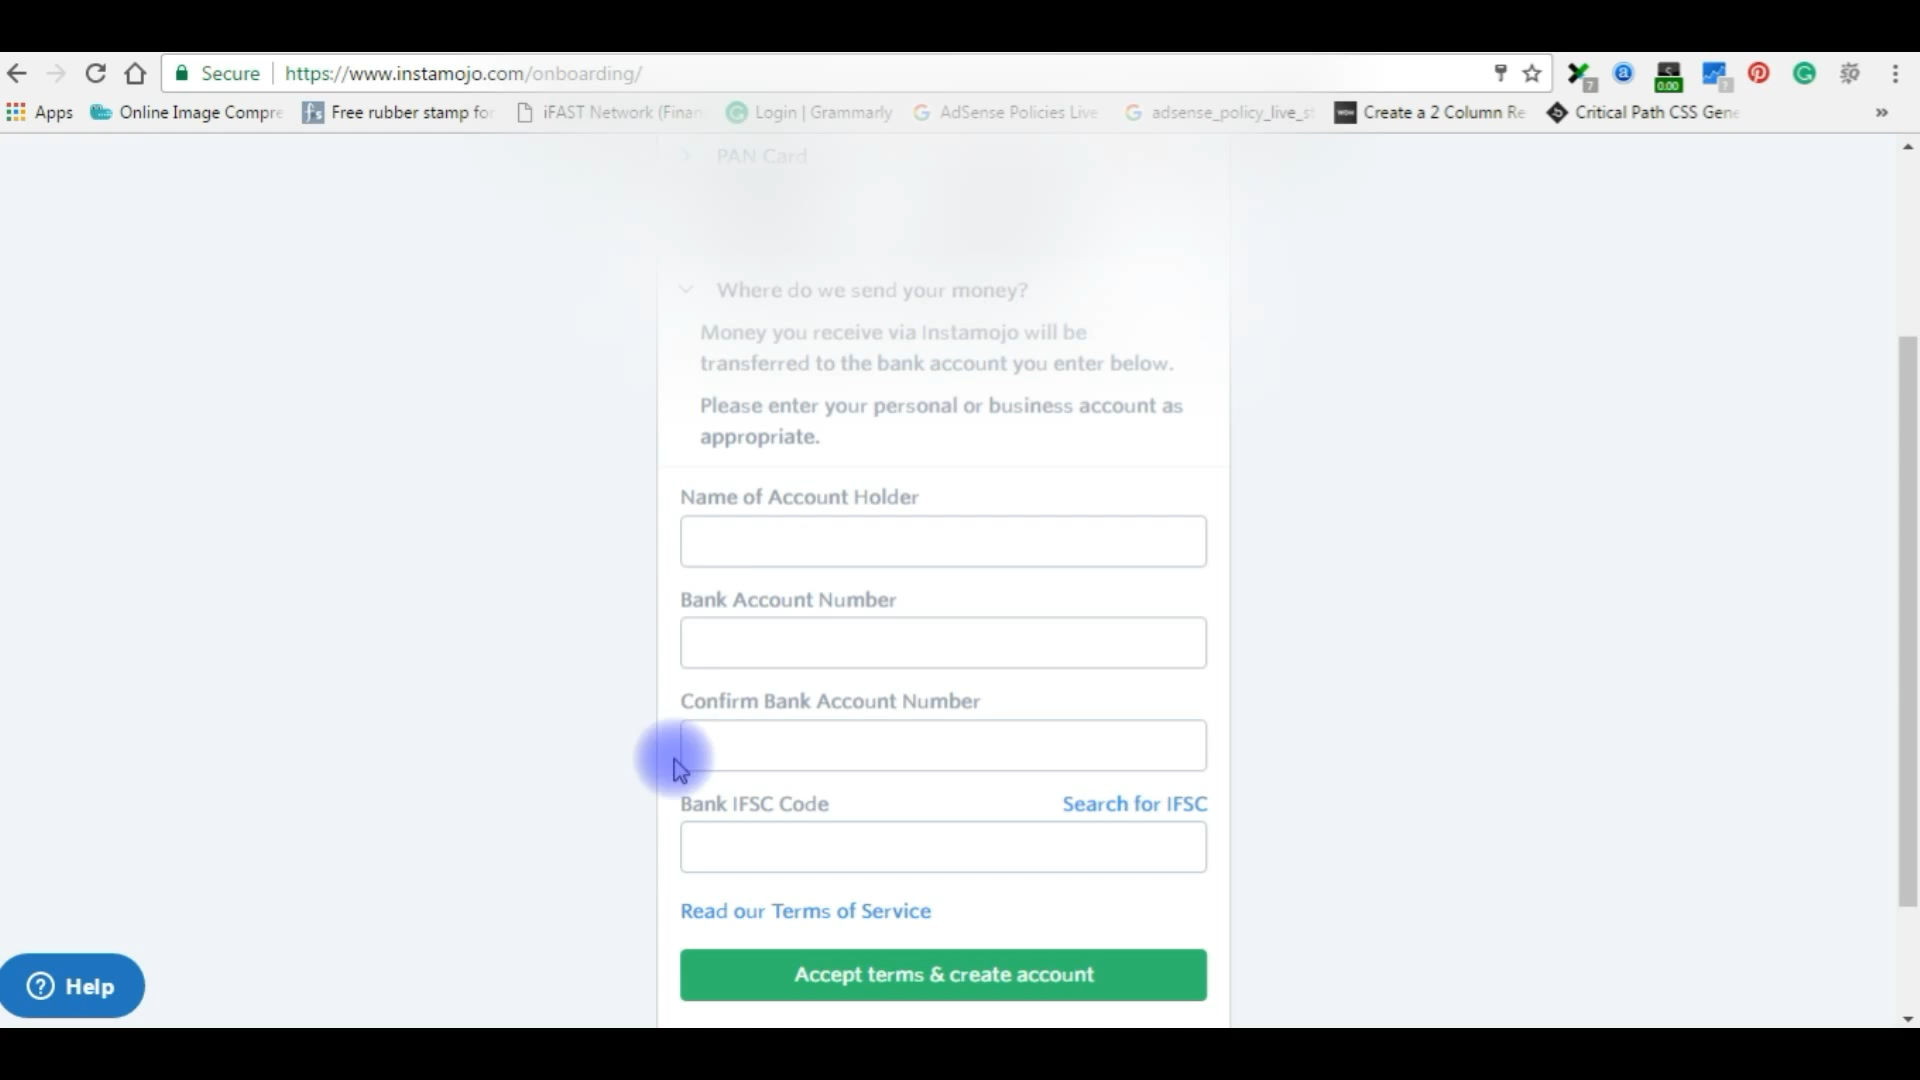 Secure https://www.instamojo.com/onboarding/
7 a S 0.00 ?
Apps Online Image Compre Free rubber stamp for iFAST Network (Finan Login | Grammarly AdSense Policies Live adsense_policy_live_s Create a 2 Column Re Critical Path CSS Gene »
PAN Card
Where do we send your money?
Money you receive via Instamojo will be
transferred to the bank account you enter below.
Please enter your personal or business account as
appropriate.
Name of Account Holder
Bank Account Number
Confirm Bank Account Number
Bank IFSC Code Search for IFSC
Read our Terms of Service
Accept terms & create account
? Help